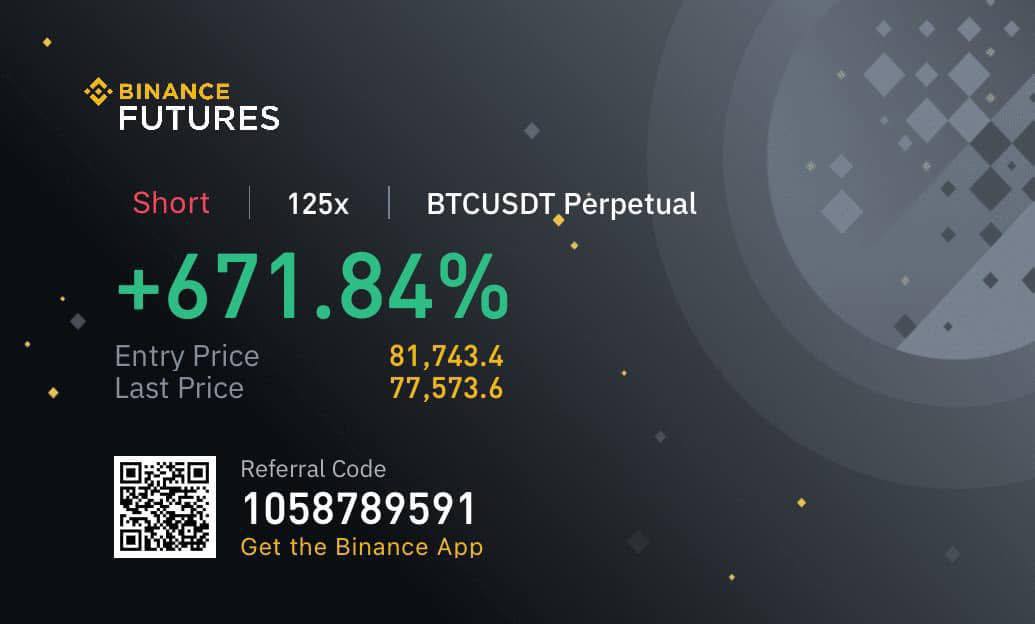 BINANCE
FUTURES
Short | 125x | BTCUSDT Perpetual
+671.84%
Entry Price 81,743.4
Last Price 77,573.6
Referral Code
1058789591
Get the Binance App